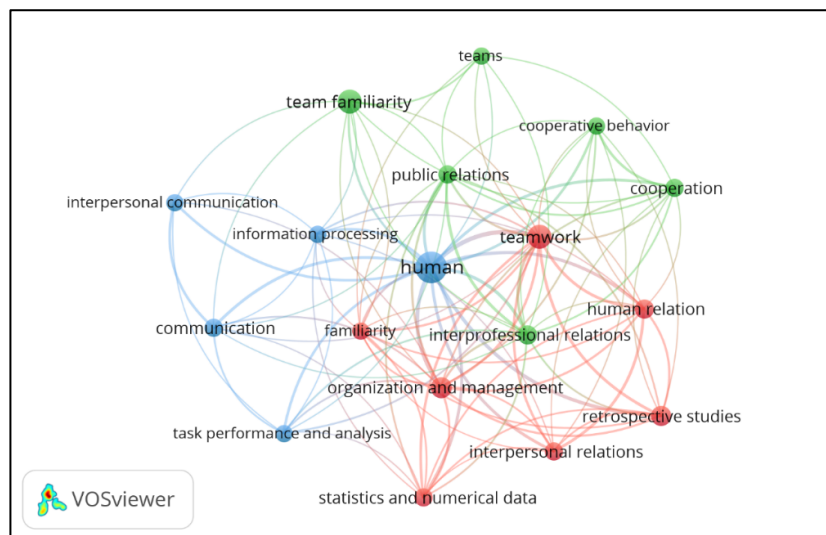 teams
team familiarity
cooperative behavior
public relations
cooperation
interpersonal communication
information processing
teamwork
human
human relation
communication
familiarity
interprofessional relations
organization and management
retrospective studies
task performance and analysis
interpersonal relations
statistics and numerical data
VOSviewer